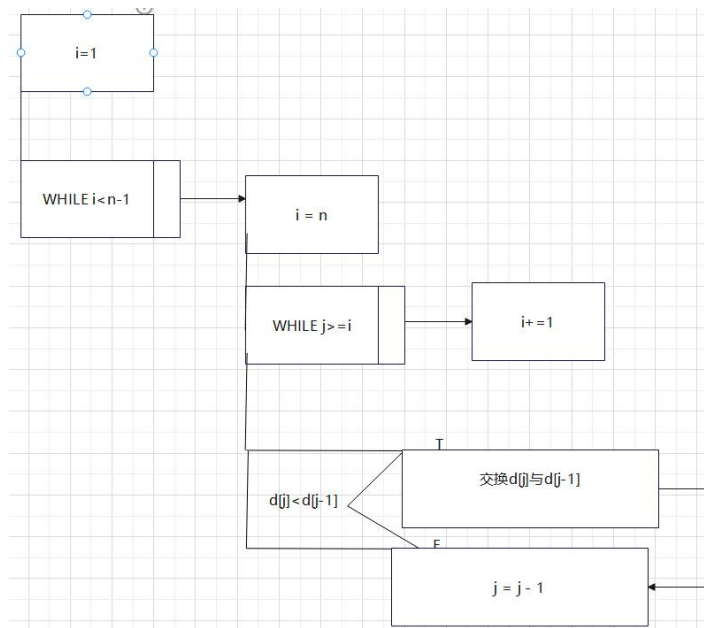 i=1
WHILE i<n-1
i = n
WHILE j>=i
i+=1
T
交换d[j]与d[j-1]
d[j]<d[j-1]
F
j = j - 1